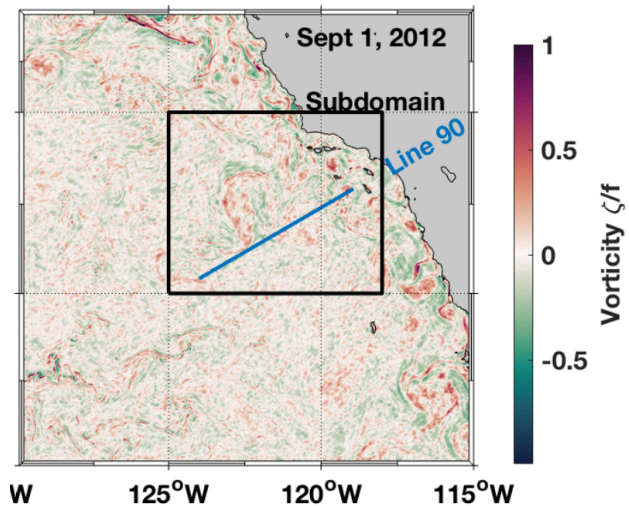 Sept 1, 2012
Subdomain
Line 90
1
0.5
0
-0.5
Vorticity ζ/f
W
125°W
120°W
115°W